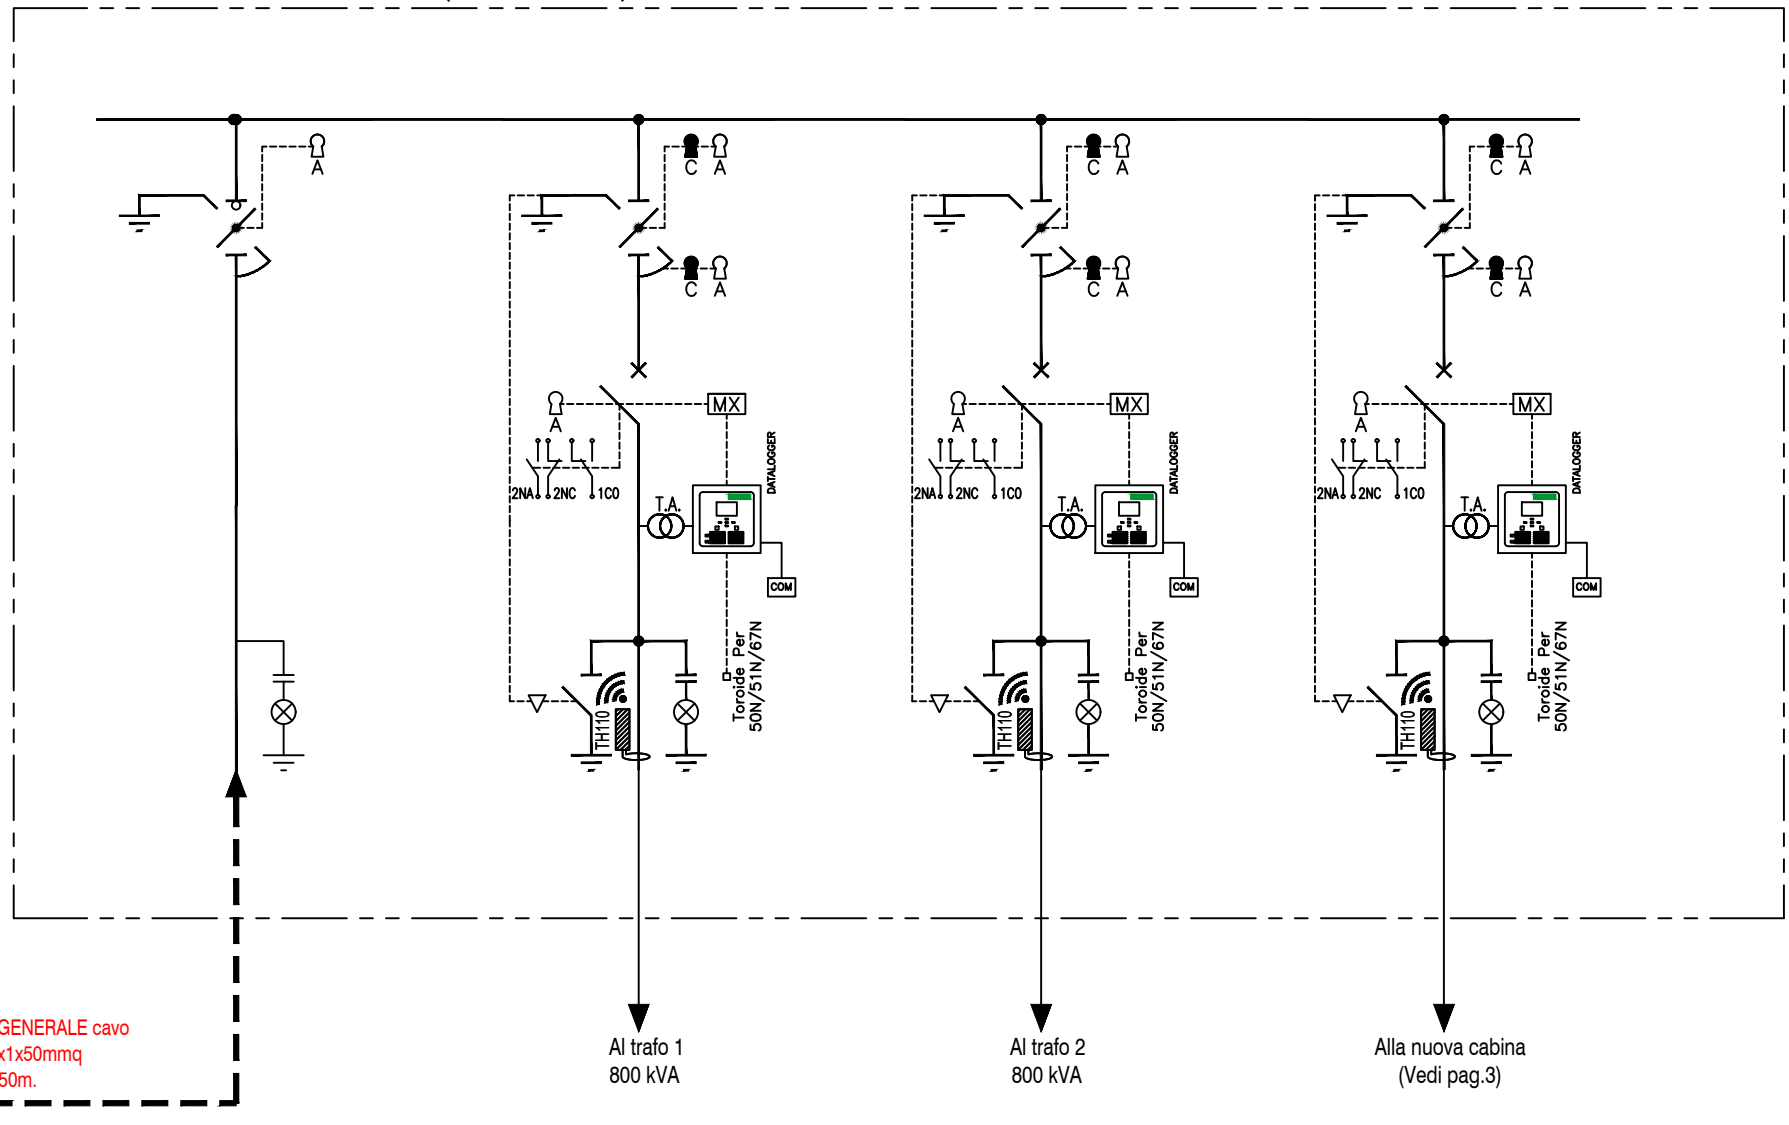 A
C A
C A
C A
C A
C A
C A
A
MX
A
MX
A
MX
DATALOGGER
DATALOGGER
DATALOGGER
2NA 2NC 1CO
T.A.
2NA 2NC 1CO
T.A.
2NA 2NC 1CO
T.A.
COM
COM
COM
Toroide Per
50N/51N/67N
Toroide Per
50N/51N/67N
Toroide Per
50N/51N/67N
TH110
TH110
TH110
GENERALE cavo
x1x50mmq
50m.
Al trafo 1
800 kVA
Al trafo 2
800 kVA
Alla nuova cabina
(Vedi pag.3)